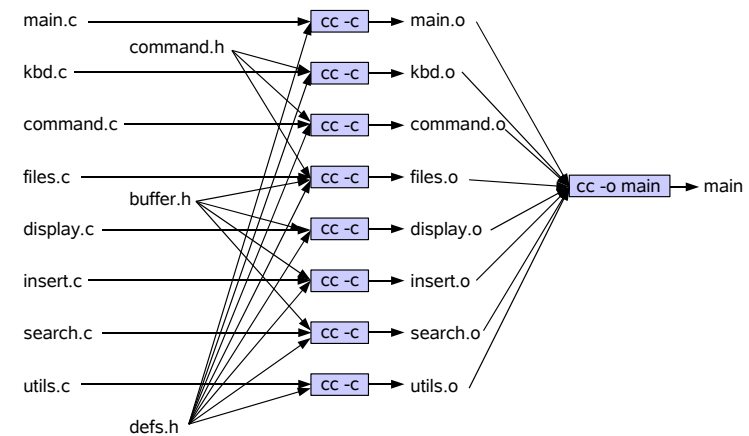 main.c cc -c main.o
command.h
kbd.c cc -c kbd.o
command.c cc -c command.o
files.c cc -c files.o
cc -o main main
buffer.h
display.c cc -c display.o
insert.c cc -c insert.o
search.c cc -c search.o
utils.c cc -c utils.o
defs.h